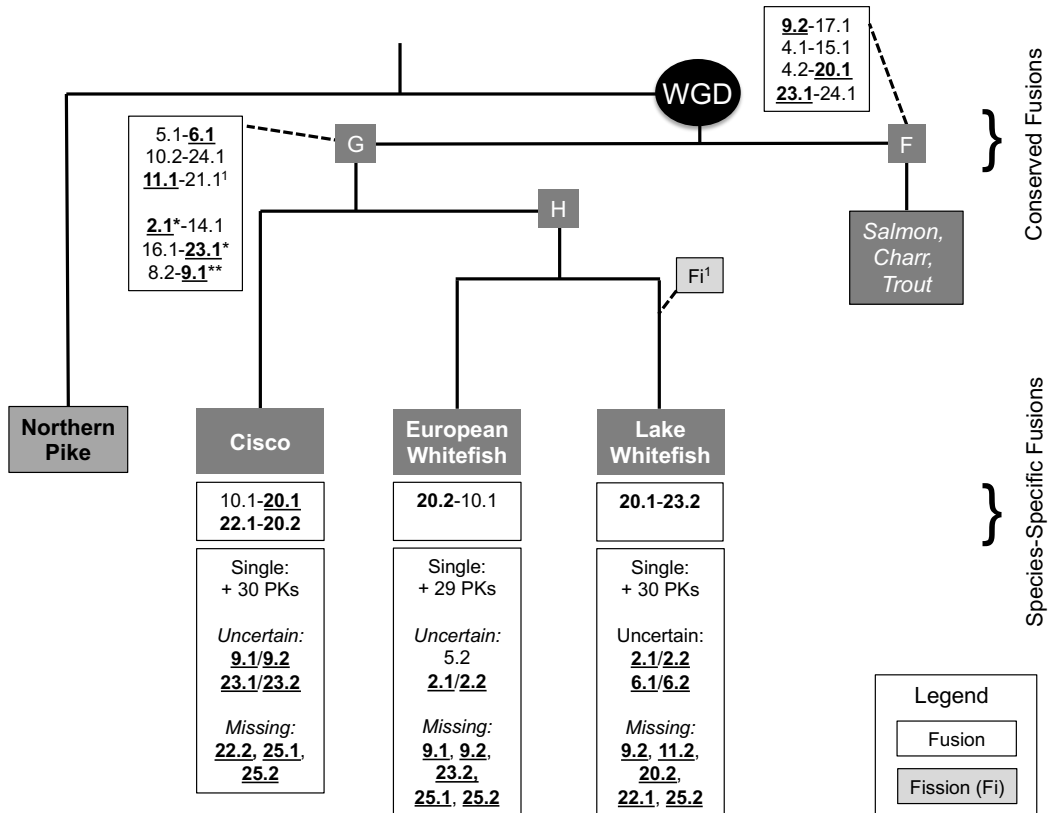 9.2-17.1
4.1-15.1
4.2-20.1
23.1-24.1
WGD
Conserved Fusions
}
5.1-6.1
10.2-24.1
11.1-21.1¹
2.1*-14.1
16.1-23.1*
8.2-9.1**
G
F
H
Salmon,
Charr,
Trout
Fi¹
Northern
Pike
Cisco
European
Whitefish
Lake
Whitefish
Species-Specific Fusions
}
10.1-20.1
22.1-20.2
20.2-10.1
20.1-23.2
Single:
+ 30 PKs
Uncertain:
9.1/9.2
23.1/23.2
Missing:
22.2, 25.1,
25.2
Single:
+ 29 PKs
Uncertain:
5.2
2.1/2.2
Missing:
9.1, 9.2,
23.2,
25.1, 25.2
Single:
+ 30 PKs
Uncertain:
2.1/2.2
6.1/6.2
Missing:
9.2, 11.2,
20.2,
22.1, 25.2
Legend
Fusion
Fission (Fi)